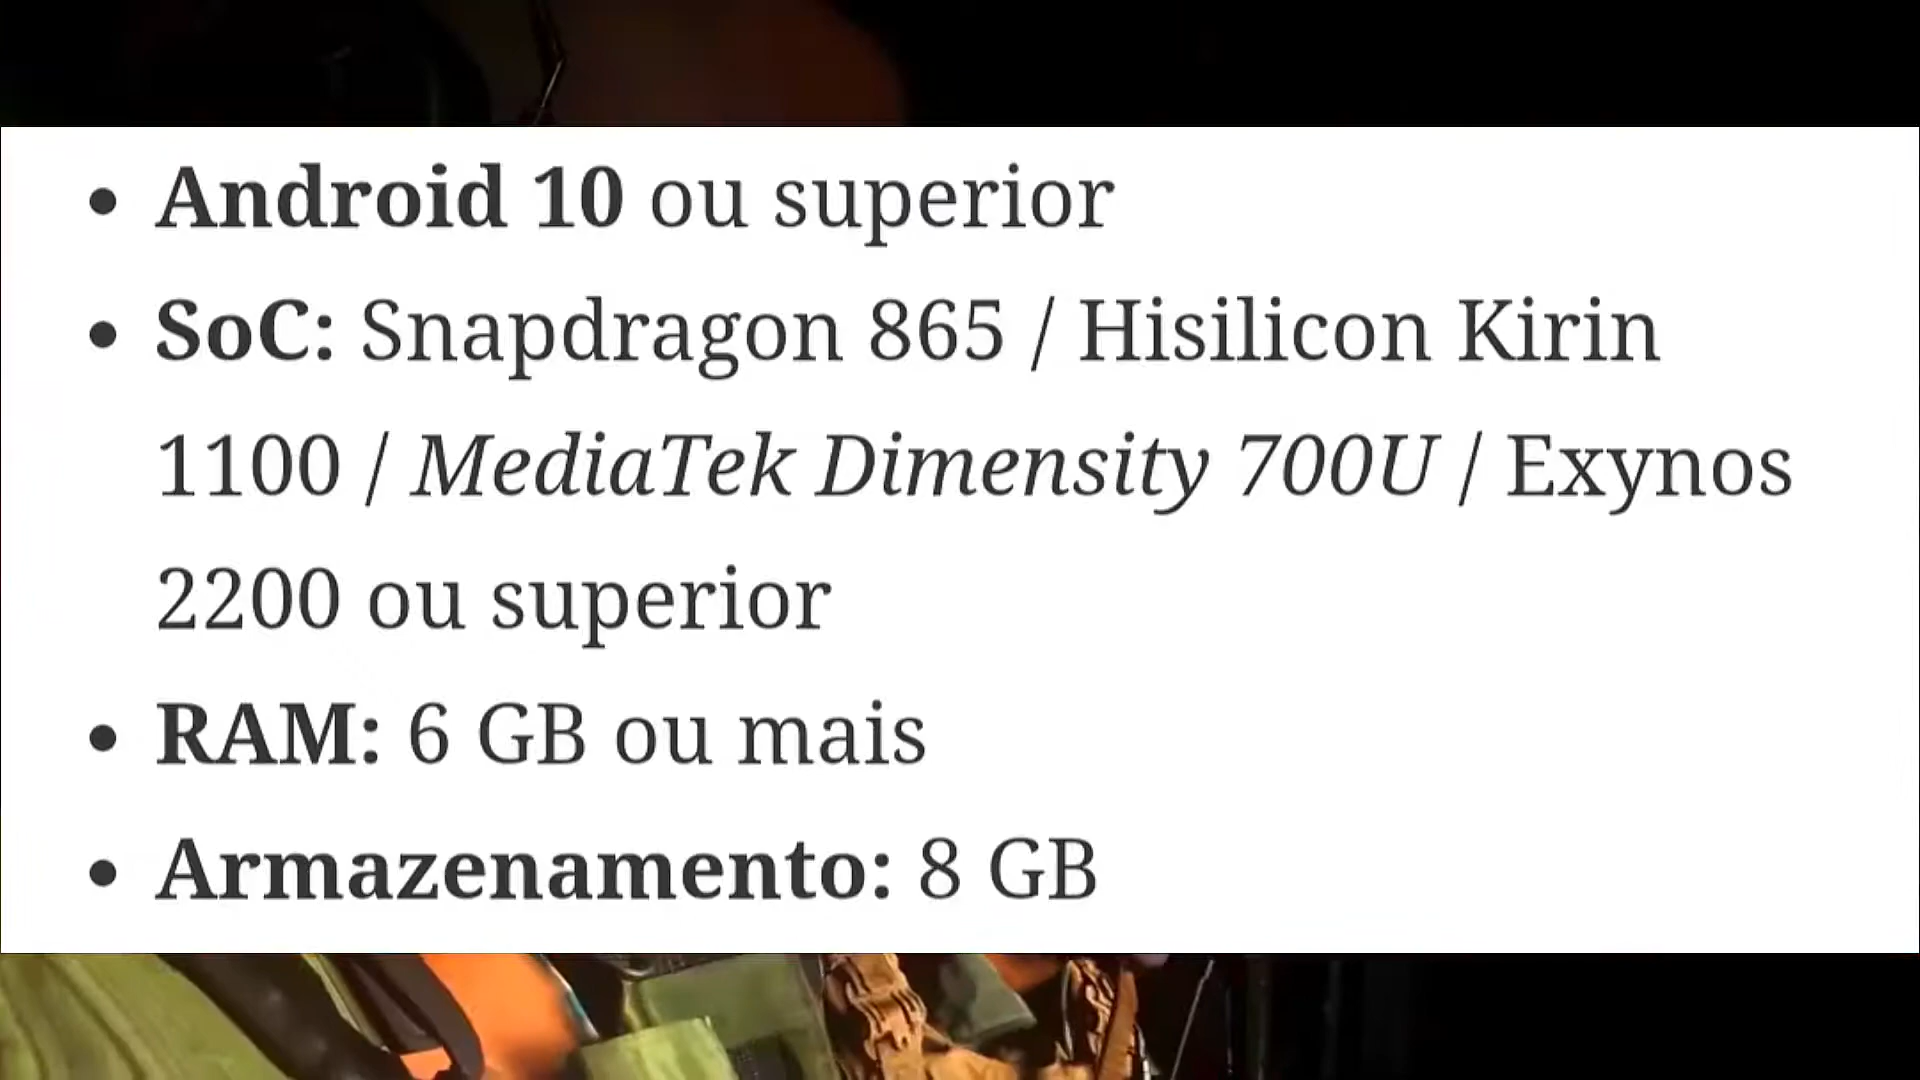 Android 10 ou superior
SoC: Snapdragon 865 / Hisilicon Kirin
1100 / MediaTek Dimensity 700U / Exynos
2200 ou superior
RAM: 6 GB ou mais
Armazenamento: 8 GB